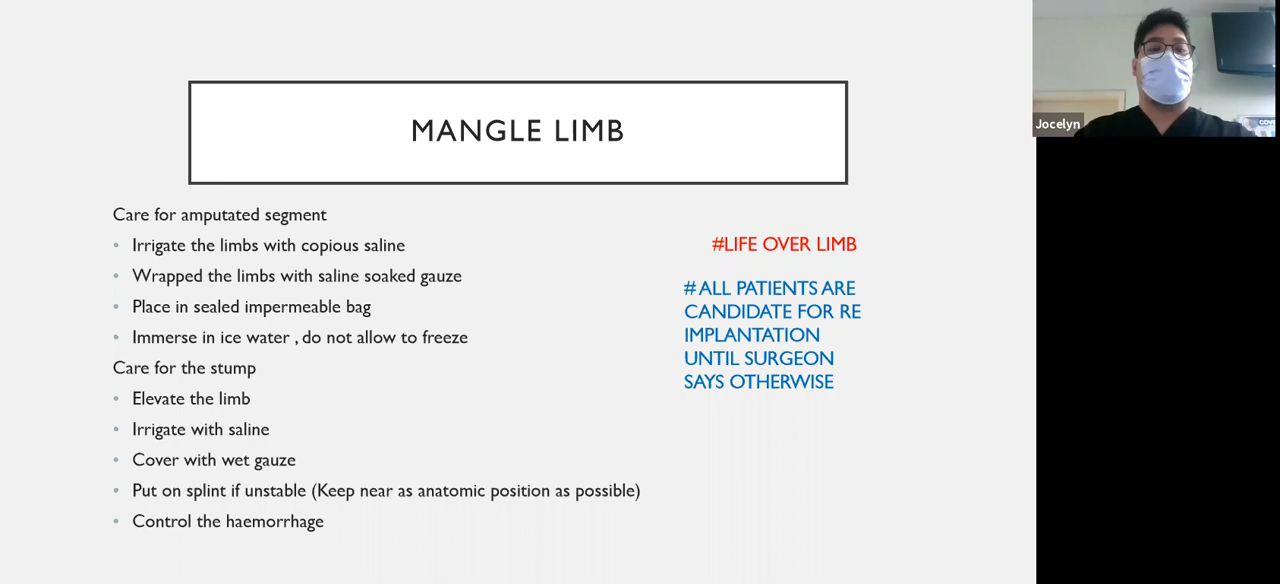 MANGLE LIMB
Care for amputated segment
• Irrigate the limbs with copious saline
• Wrapped the limbs with saline soaked gauze
• Place in sealed impermeable bag
• Immerse in ice water , do not allow to freeze
Care for the stump
• Elevate the limb
• Irrigate with saline
• Cover with wet gauze
• Put on splint if unstable (Keep near as anatomic position as possible)
• Control the haemorrhage
#LIFE OVER LIMB
# ALL PATIENTS ARE
CANDIDATE FOR RE
IMPLANTATION
UNTIL SURGEON
SAYS OTHERWISE
Jocelyn